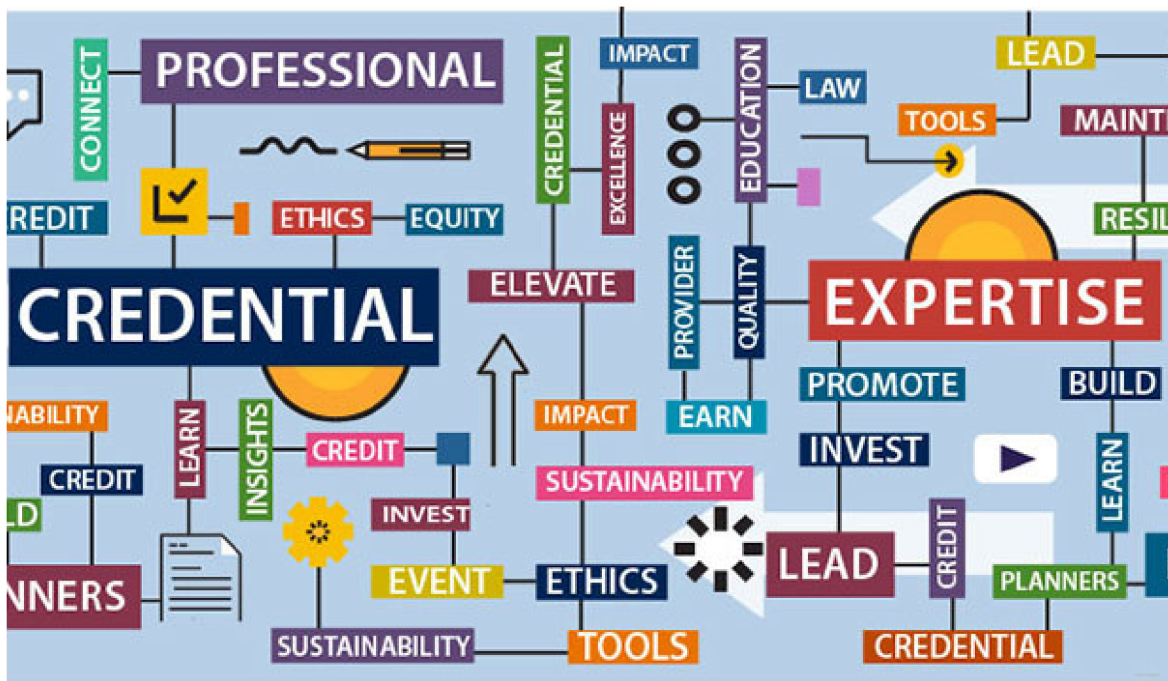 IMPACT
LEAD
PROFESSIONAL
CONNECT
CREDENTIAL
EDUCATION
LAW
EXCELLENCE
TOOLS
MAINT
REDIT
ETHICS
EQUITY
RESIL
PROVIDER
QUALITY
ELEVATE
CREDENTIAL
EXPERTISE
PROMOTE
BUILD
NABILITY
LEARN
INSIGHTS
IMPACT
EARN
CREDIT
INVEST
CREDIT
SUSTAINABILITY
LEARN
LD
INVEST
CREDIT
LEAD
EVENT
ETHICS
PLANNERS
NNERS
SUSTAINABILITY
TOOLS
CREDENTIAL